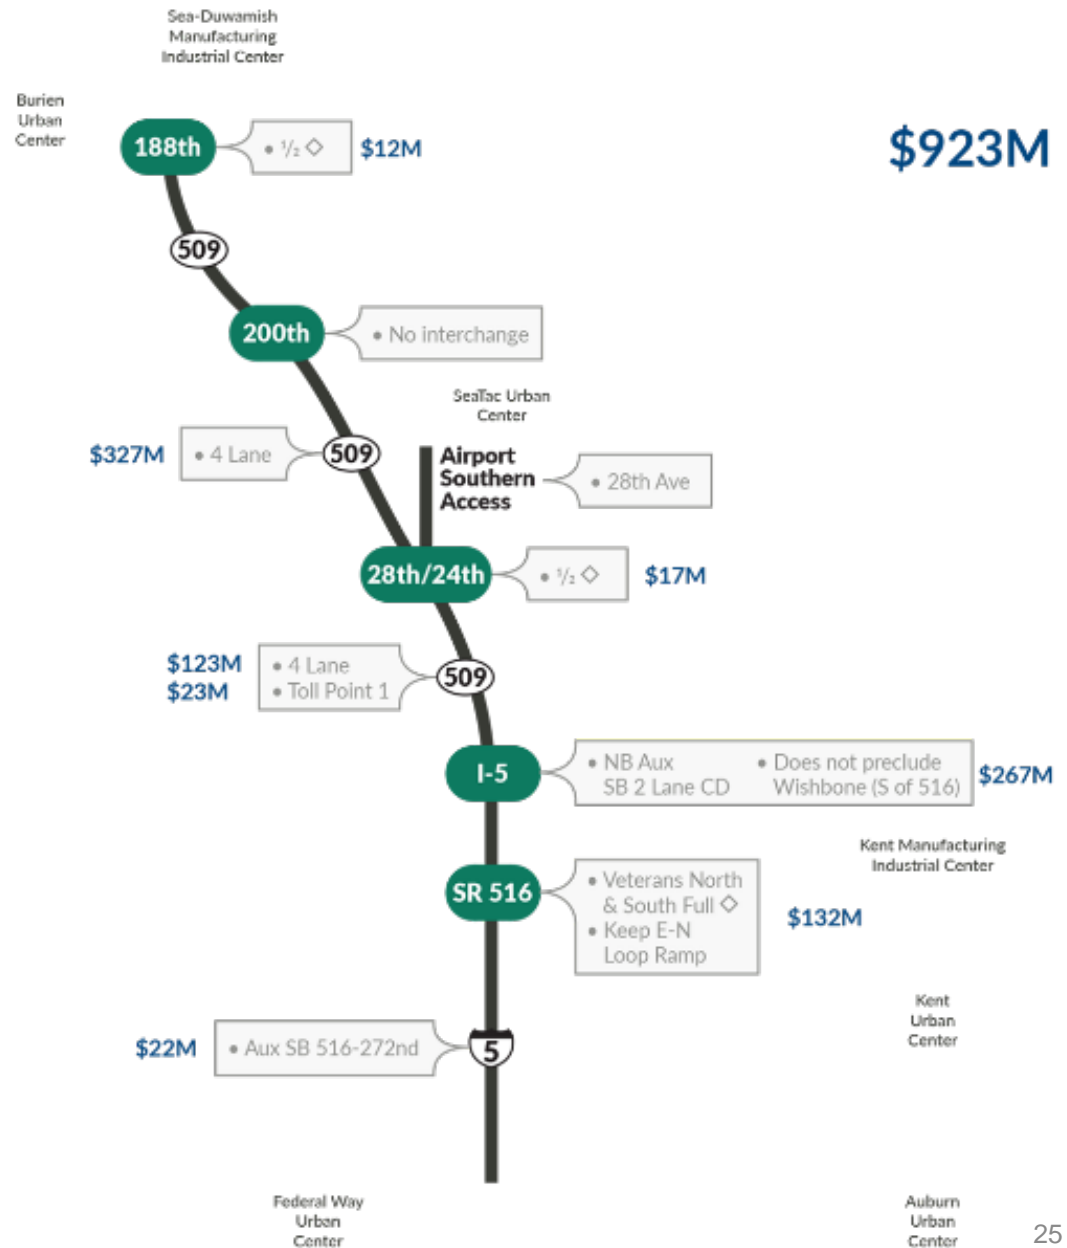 Sea-Duwamish
Manufacturing
Industrial Center
Burien
Urban
Center
188th
• ½ ◇
$12M
$923M
509
200th
• No interchange
SeaTac Urban
Center
$327M
• 4 Lane
509
Airport
Southern
Access
• 28th Ave
28th/24th
• ½ ◇
$17M
$123M
• 4 Lane
$23M
• Toll Point 1
509
I-5
• NB Aux
SB 2 Lane CD
• Does not preclude
Wishbone (S of 516)
$267M
Kent Manufacturing
Industrial Center
SR 516
• Veterans North
& South Full ◇
• Keep E-N
Loop Ramp
$132M
Kent
Urban
Center
$22M
• Aux SB 516-272nd
5
Federal Way
Urban
Center
Auburn
Urban
Center
25